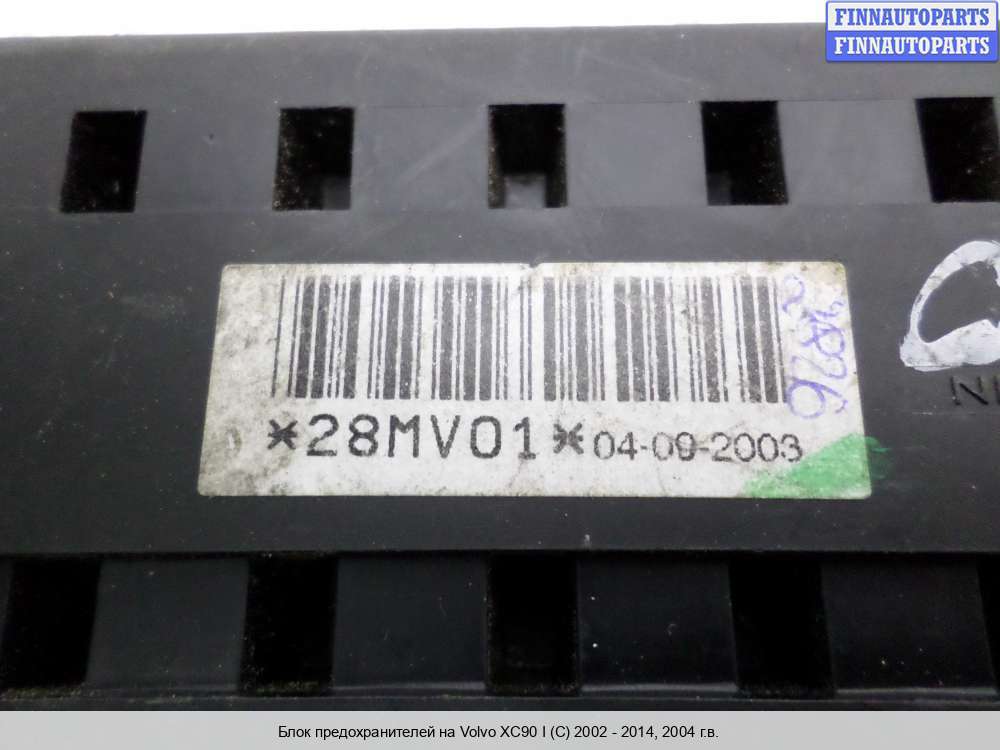 FINNAUTOPARTS
FINNAUTOPARTS
*28MV01* 04-09-2003
Блок предохранителей на Volvo XC90 I (C) 2002 - 2014, 2004 г.в.